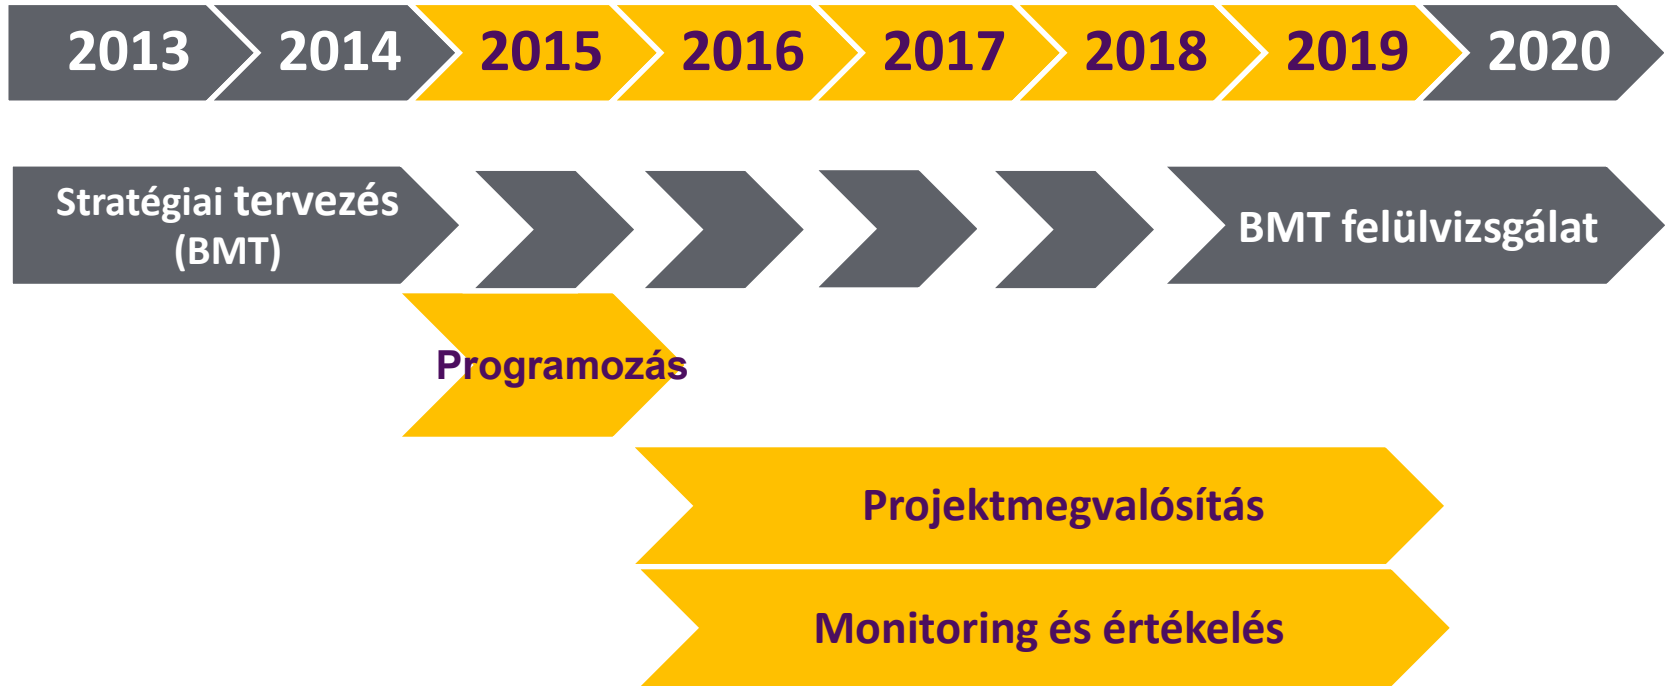 2013 2014 2015 2016 2017 2018 2019 2020
Stratégiai tervezés
(BMT)
BMT felülvizsgálat
Programozás
Projektmegvalósítás
Monitoring és értékelés